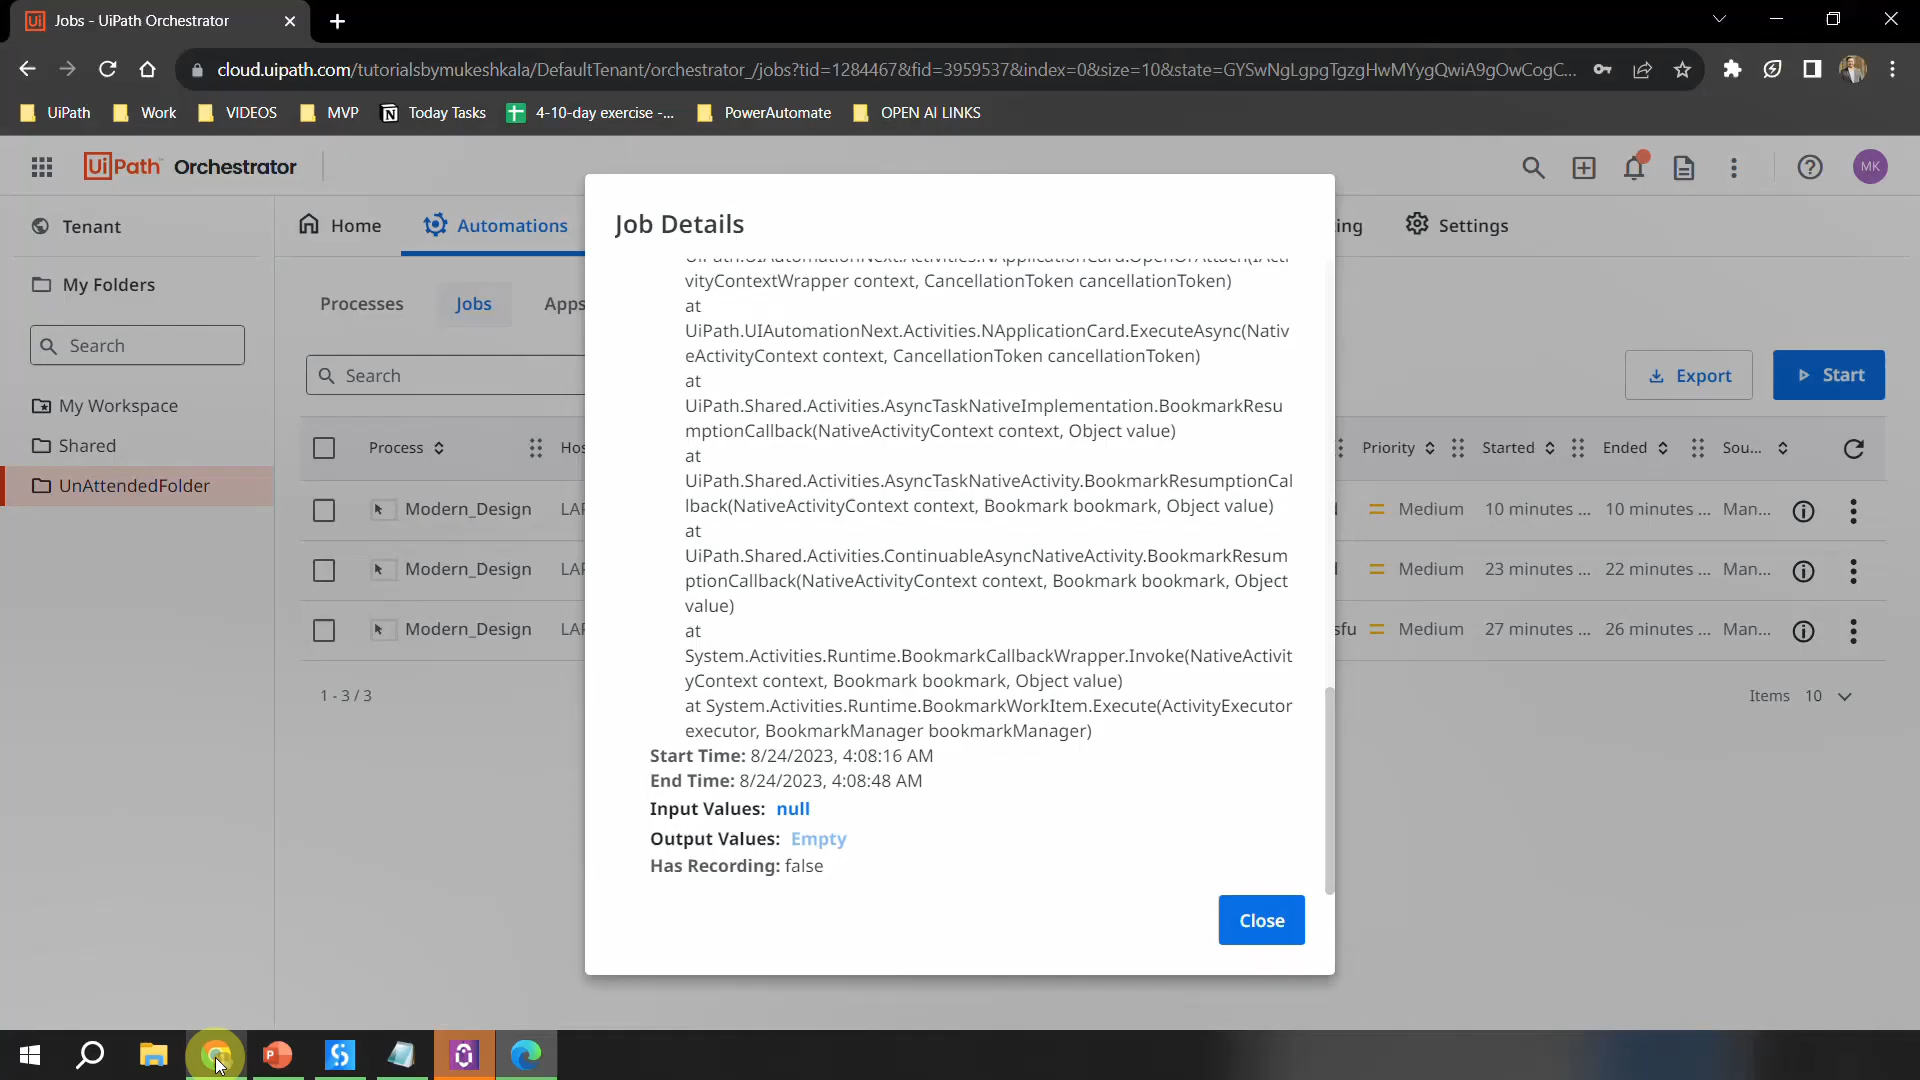 Jobs - UiPath Orchestrator
cloud.uipath.com/tutorialsbymukeshkala/DefaultTenant/orchestrator_/jobs?tid=1284467&fid=3959537&index=0&size=10&state=GYSwNgLgpgTgzgHwMYygQwiA9gOwCogC...
UiPath Work VIDEOS MVP Today Tasks 4-10-day exercise -... PowerAutomate OPEN AI LINKS
UiPath Orchestrator
MK
Tenant
Home Automations
ing Settings
My Folders
Search
My Workspace
Shared
UnAttendedFolder
Processes Jobs Apps
Search
Export Start
Process Hos Priority Started Ended Sou...
Modern_Design LAP Medium 10 minutes ... 10 minutes ... Man...
Modern_Design LAP Medium 23 minutes ... 22 minutes ... Man...
Modern_Design LAP sfu Medium 27 minutes ... 26 minutes ... Man...
1 - 3 / 3
Items 10
Job Details
vityContextWrapper context, CancellationToken cancellationToken)
at
UiPath.UIAutomationNext.Activities.NApplicationCard.ExecuteAsync(Nativ
eActivityContext context, CancellationToken cancellationToken)
at
UiPath.Shared.Activities.AsyncTaskNativeImplementation.BookmarkResu
mptionCallback(NativeActivityContext context, Object value)
at
UiPath.Shared.Activities.AsyncTaskNativeActivity.BookmarkResumptionCal
lback(NativeActivityContext context, Bookmark bookmark, Object value)
at
UiPath.Shared.Activities.ContinuableAsyncNativeActivity.BookmarkResum
ptionCallback(NativeActivityContext context, Bookmark bookmark, Object
value)
at
System.Activities.Runtime.BookmarkCallbackWrapper.Invoke(NativeActivit
yContext context, Bookmark bookmark, Object value)
at System.Activities.Runtime.BookmarkWorkItem.Execute(ActivityExecutor
executor, BookmarkManager bookmarkManager)
Start Time: 8/24/2023, 4:08:16 AM
End Time: 8/24/2023, 4:08:48 AM
Input Values: null
Output Values: Empty
Has Recording: false
Close